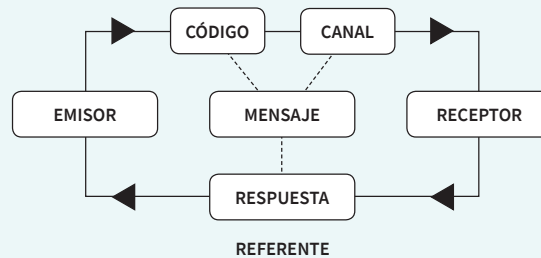 CÓDIGO
CANAL
EMISOR
MENSAJE
RECEPTOR
RESPUESTA
REFERENTE